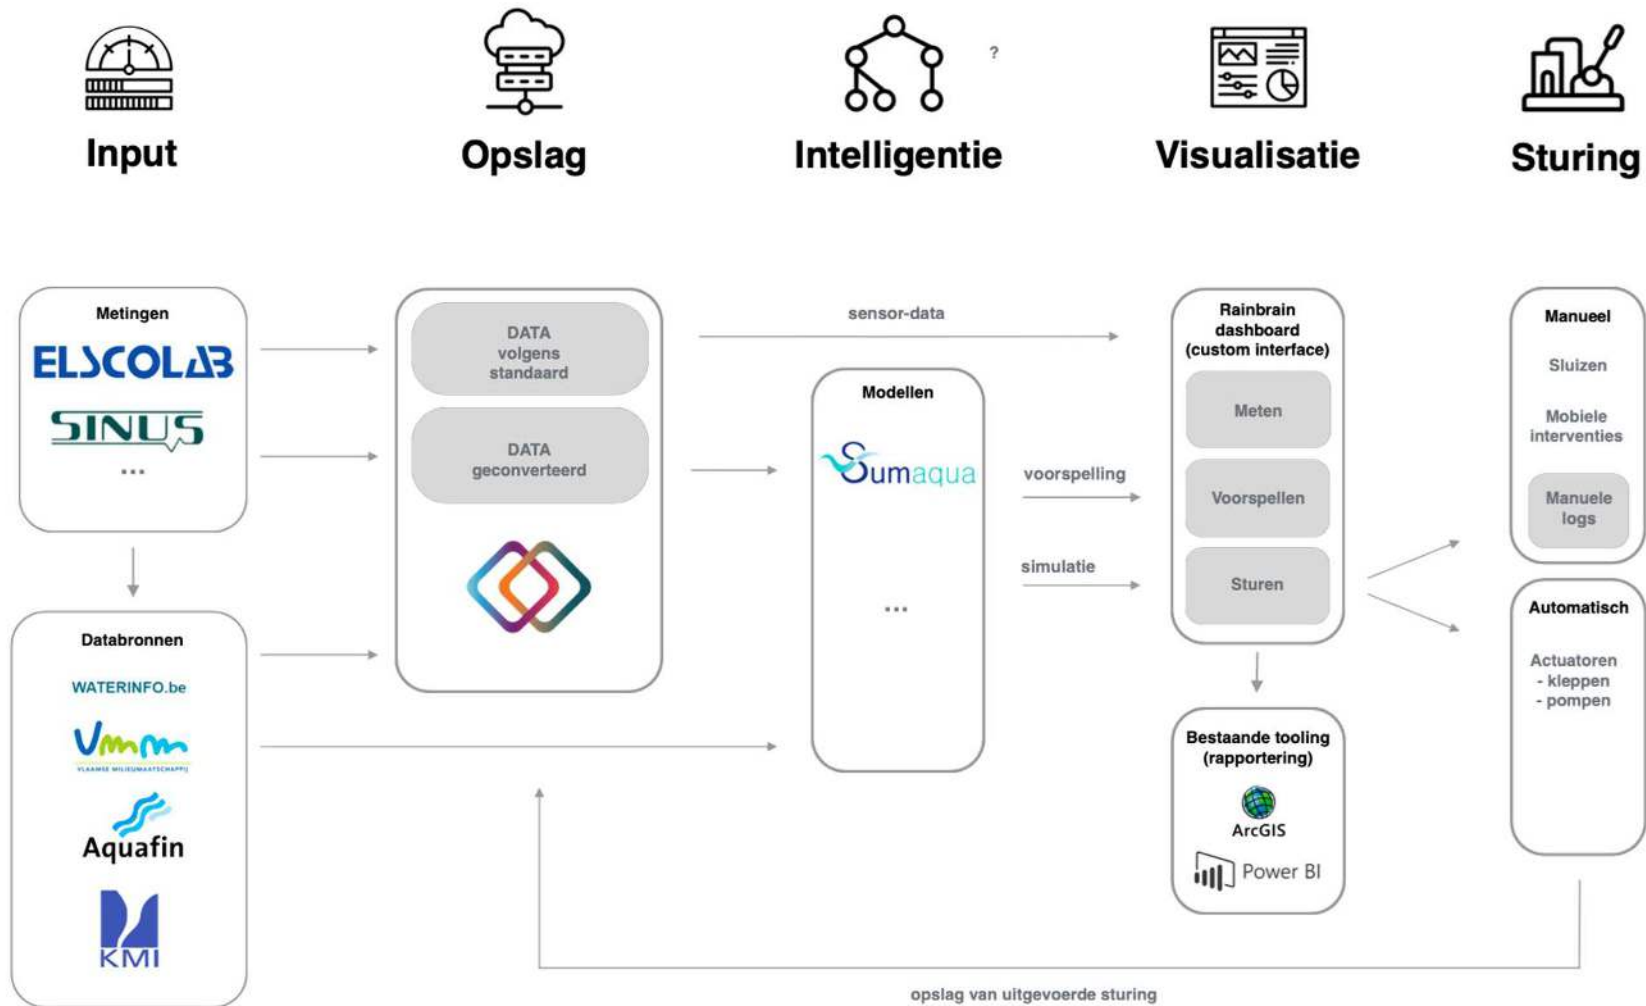 ?
Input
Opslag
Intelligentie
Visualisatie
Sturing
Metingen
ELSCOLAB
SINUS
...
Databronnen
WATERINFO.be
Vmm
VLAAMSE MILIEUMAATSCHAPPIJ
Aquafin
KMI
DATA
volgens
standaard
DATA
geconverteerd
sensor-data
Modellen
Sumaqua
...
voorspelling
simulatie
Rainbrain
dashboard
(custom interface)
Meten
Voorspellen
Sturen
Bestaande tooling
(rapportering)
ArcGIS
Power BI
Manueel
Sluizen
Mobiele
interventies
Manuele
logs
Automatisch
Actuatoren
- kleppen
- pompen
opslag van uitgevoerde sturing